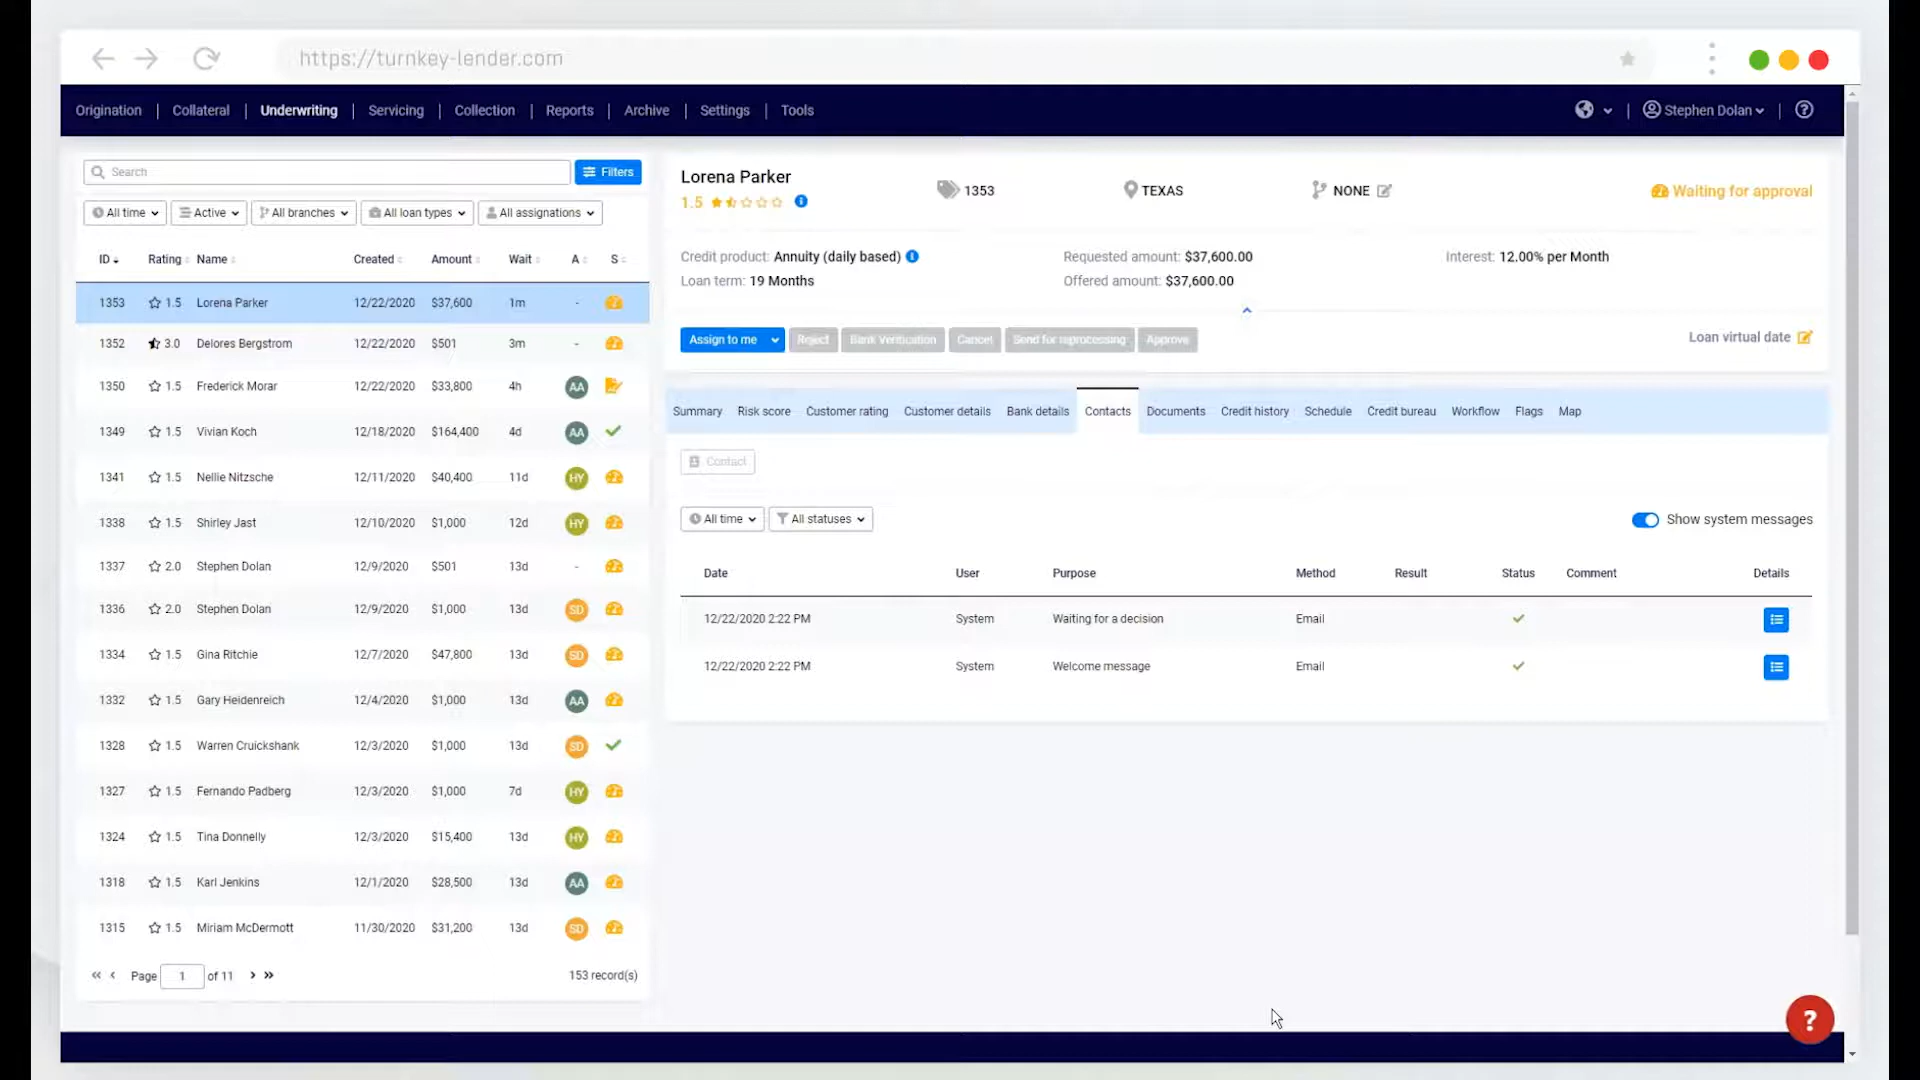 https://turnkey-lender.com
Origination | Collateral | Underwriting | Servicing | Collection | Reports | Archive | Settings | Tools | Stephen Dolan | ?
Search
Filters
All time Active All branches All loan types All assignations
ID Rating Name Created Amount Wait A S
1353 1.5 Lorena Parker 12/22/2020 $37,600 1m -
1352 3.0 Delores Bergstrom 12/22/2020 $501 3m -
1350 1.5 Frederick Morar 12/22/2020 $33,800 4h AA
1349 1.5 Vivian Koch 12/18/2020 $164,400 4d AA
1341 1.5 Nellie Nitzsche 12/11/2020 $40,400 11d HY
1338 1.5 Shirley Jast 12/10/2020 $1,000 12d HY
1337 2.0 Stephen Dolan 12/9/2020 $501 13d -
1336 2.0 Stephen Dolan 12/9/2020 $1,000 13d SD
1334 1.5 Gina Ritchie 12/7/2020 $47,800 13d SD
1332 1.5 Gary Heidenreich 12/4/2020 $1,000 13d AA
1328 1.5 Warren Cruickshank 12/3/2020 $1,000 13d SD
1327 1.5 Fernando Padberg 12/3/2020 $1,000 7d HY
1324 1.5 Tina Donnelly 12/3/2020 $15,400 13d HY
1318 1.5 Karl Jenkins 12/1/2020 $28,500 13d AA
1315 1.5 Miriam McDermott 11/30/2020 $31,200 13d SD
« ‹ Page 1 of 11 › » 153 record(s)
Lorena Parker
1.5
1353
TEXAS
NONE
Waiting for approval
Credit product: Annuity (daily based) Requested amount: $37,600.00 Interest: 12.00% per Month
Loan term: 19 Months Offered amount: $37,600.00
Assign to me Reject Bank Verification Cancel Send for reprocessing Approve Loan virtual date
Summary Risk score Customer rating Customer details Bank details Contacts Documents Credit history Schedule Credit bureau Workflow Flags Map
Contact
All time All statuses Show system messages
Date User Purpose Method Result Status Comment Details
12/22/2020 2:22 PM System Waiting for a decision Email
12/22/2020 2:22 PM System Welcome message Email
?